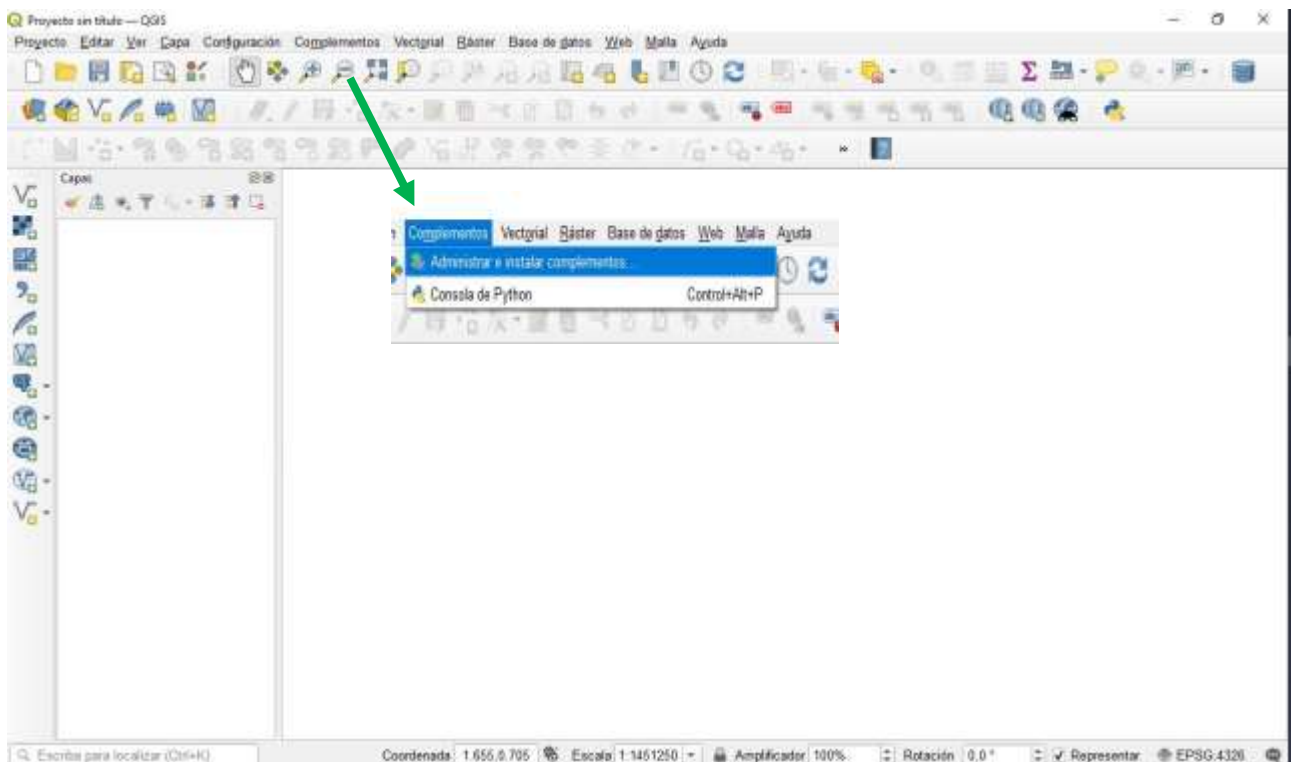 Proyecto sin título — QGIS
Proyecto Editar Ver Capa Configuración Complementos Vectorial Ráster Base de datos Web Malla Ayuda
Capas
Complementos Vectorial Ráster Base de datos Web Malla Ayuda
Administrar e instalar complementos...
Consola de Python Control+Alt+P
Escriba para localizar (Ctrl+K) Coordenada 1.655,0.705 Escala 1:1451250 Amplificador 100% Rotación 0,0 ° Representar EPSG:4326